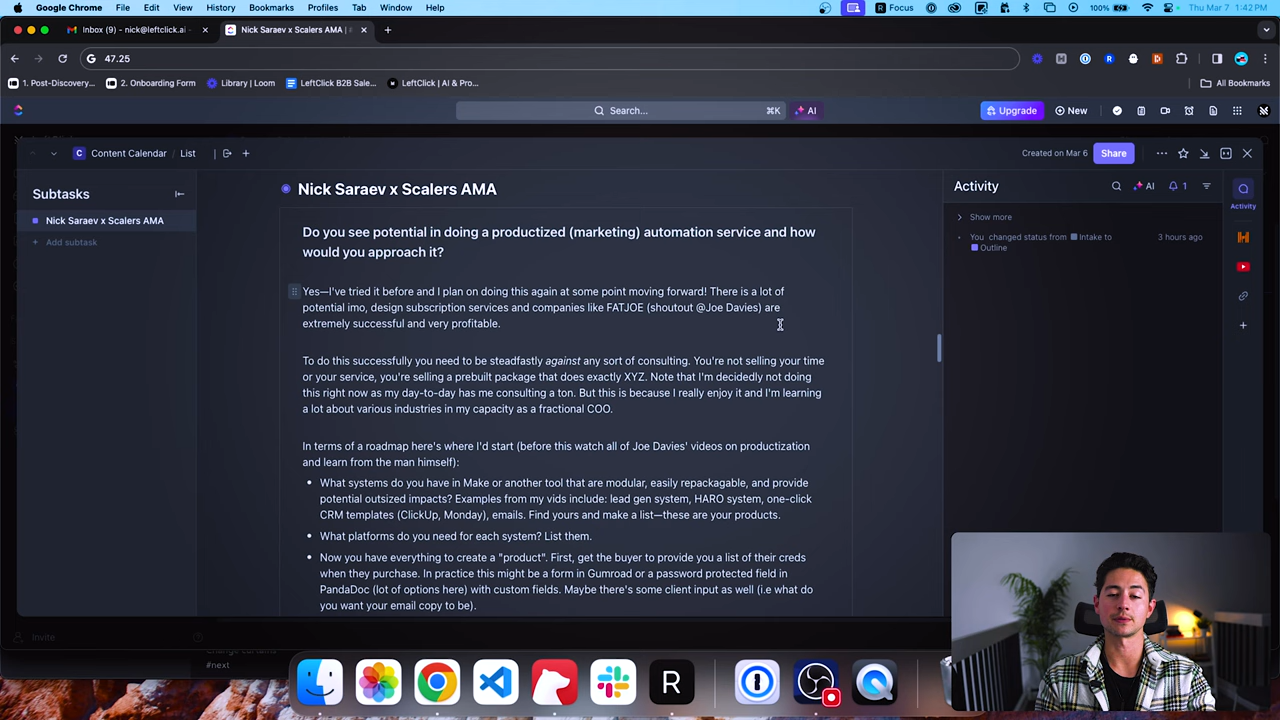 Google Chrome File Edit View History Bookmarks Profiles Tab Window Help
Focus 100% Thu Mar 7 1:42 PM
Inbox (9) - nick@leftclick.ai - Nick Saraev x Scalers AMA |
47.25
1. Post-Discovery... 2. Onboarding Form Library | Loom LeftClick B2B Sale... LeftClick | AI & Pro... All Bookmarks
Search... ⌘K AI Upgrade New
Content Calendar / List Created on Mar 6 Share
Subtasks
Nick Saraev x Scalers AMA
Add subtask
Nick Saraev x Scalers AMA
Do you see potential in doing a productized (marketing) automation service and how
would you approach it?
Yes—I've tried it before and I plan on doing this again at some point moving forward! There is a lot of
potential imo, design subscription services and companies like FATJOE (shoutout @Joe Davies) are
extremely successful and very profitable.
To do this successfully you need to be steadfastly against any sort of consulting. You're not selling your time
or your service, you're selling a prebuilt package that does exactly XYZ. Note that I'm decidedly not doing
this right now as my day-to-day has me consulting a ton. But this is because I really enjoy it and I'm learning
a lot about various industries in my capacity as a fractional COO.
In terms of a roadmap here's where I'd start (before this watch all of Joe Davies' videos on productization
and learn from the man himself):
• What systems do you have in Make or another tool that are modular, easily repackagable, and provide
potential outsized impacts? Examples from my vids include: lead gen system, HARO system, one-click
CRM templates (ClickUp, Monday), emails. Find yours and make a list—these are your products.
• What platforms do you need for each system? List them.
• Now you have everything to create a "product". First, get the buyer to provide you a list of their creds
when they purchase. In practice this might be a form in Gumroad or a password protected field in
PandaDoc (lot of options here) with custom fields. Maybe there's some client input as well (i.e what do
you want your email copy to be).
Activity
AI 1
Activity
Show more
You changed status from Intake to 3 hours ago
Outline
Invite
#next